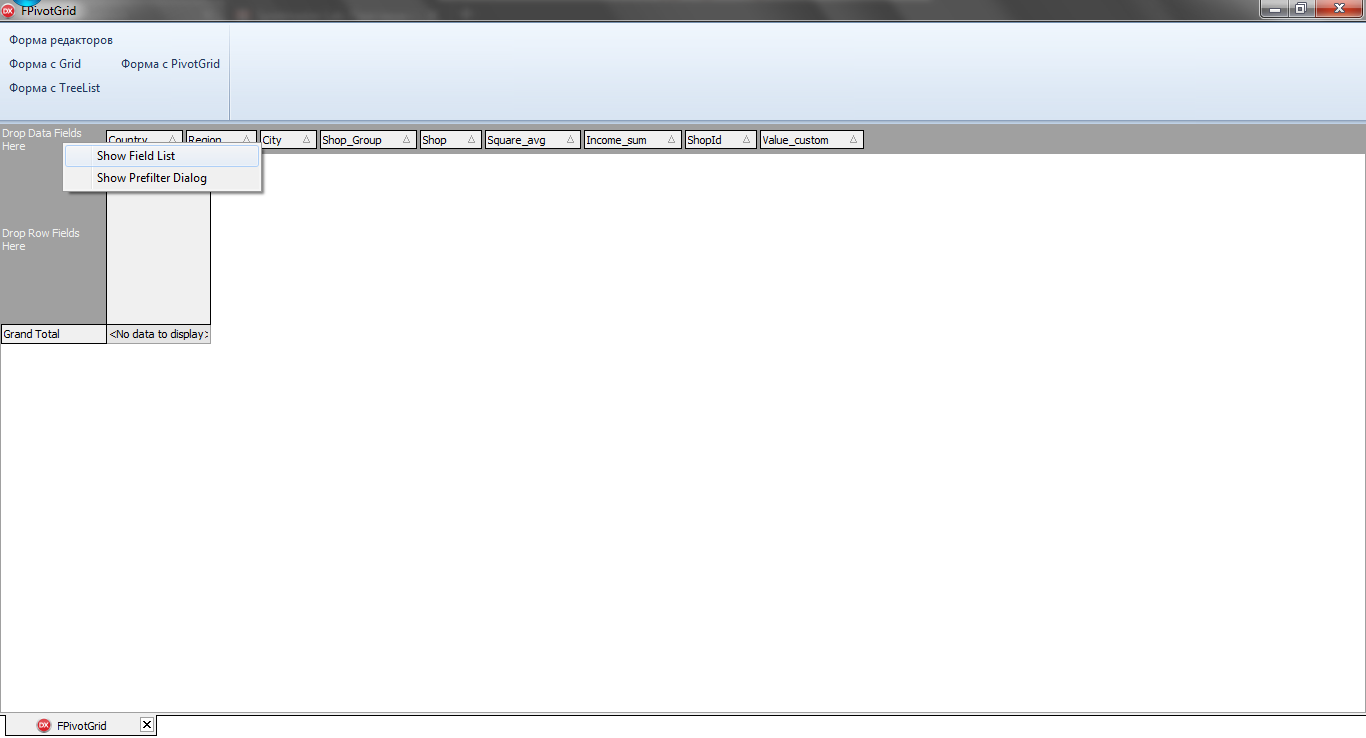 FPivotGrid
Форма редакторов
Форма с Grid Форма с PivotGrid
Форма с TreeList
Drop Data Fields
Here
Country Region City Shop_Group Shop Square_avg Income_sum ShopId Value_custom
Show Field List
Show Prefilter Dialog
Drop Row Fields
Here
Grand Total <No data to display>
FPivotGrid